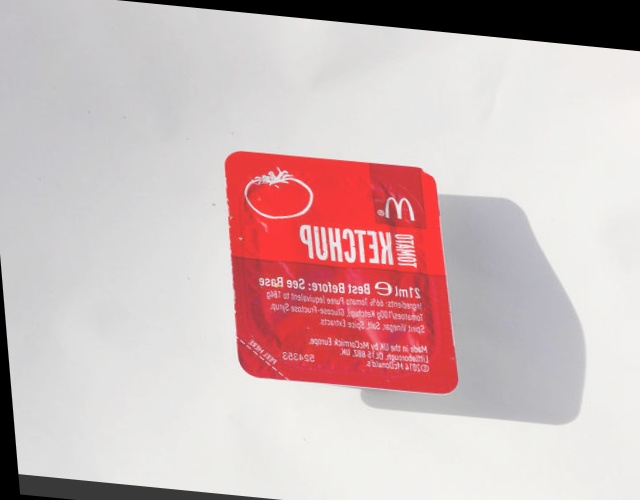 TOMATO
KETCHUP
21ml e Best Before: See Base
Ingredients: 66% Tomato Puree (equivalent to 184g
Tomatoes/100g Ketchup), Glucose-Fructose Syrup,
Spirit Vinegar, Salt, Spice Extracts.
Made in the UK by McCormick Europe,
Littleborough, OL15 8BZ, UK.
©2014 McDonald's
524353
PEEL HERE